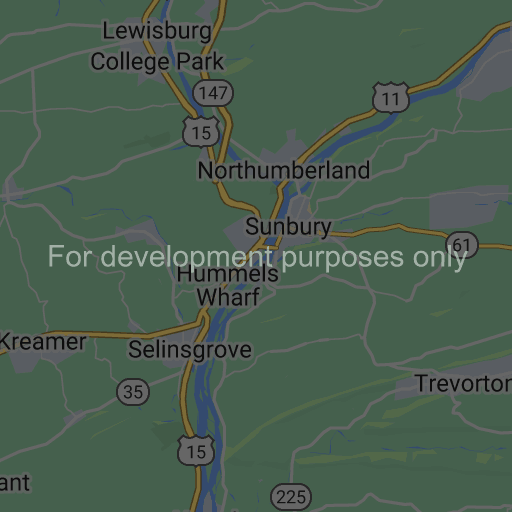 Lewisburg
College Park
147
11
15
Northumberland
Sunbury
61
For development purposes only
Hummels
Wharf
Kreamer
Selinsgrove
Trevorton
35
15
ant
225